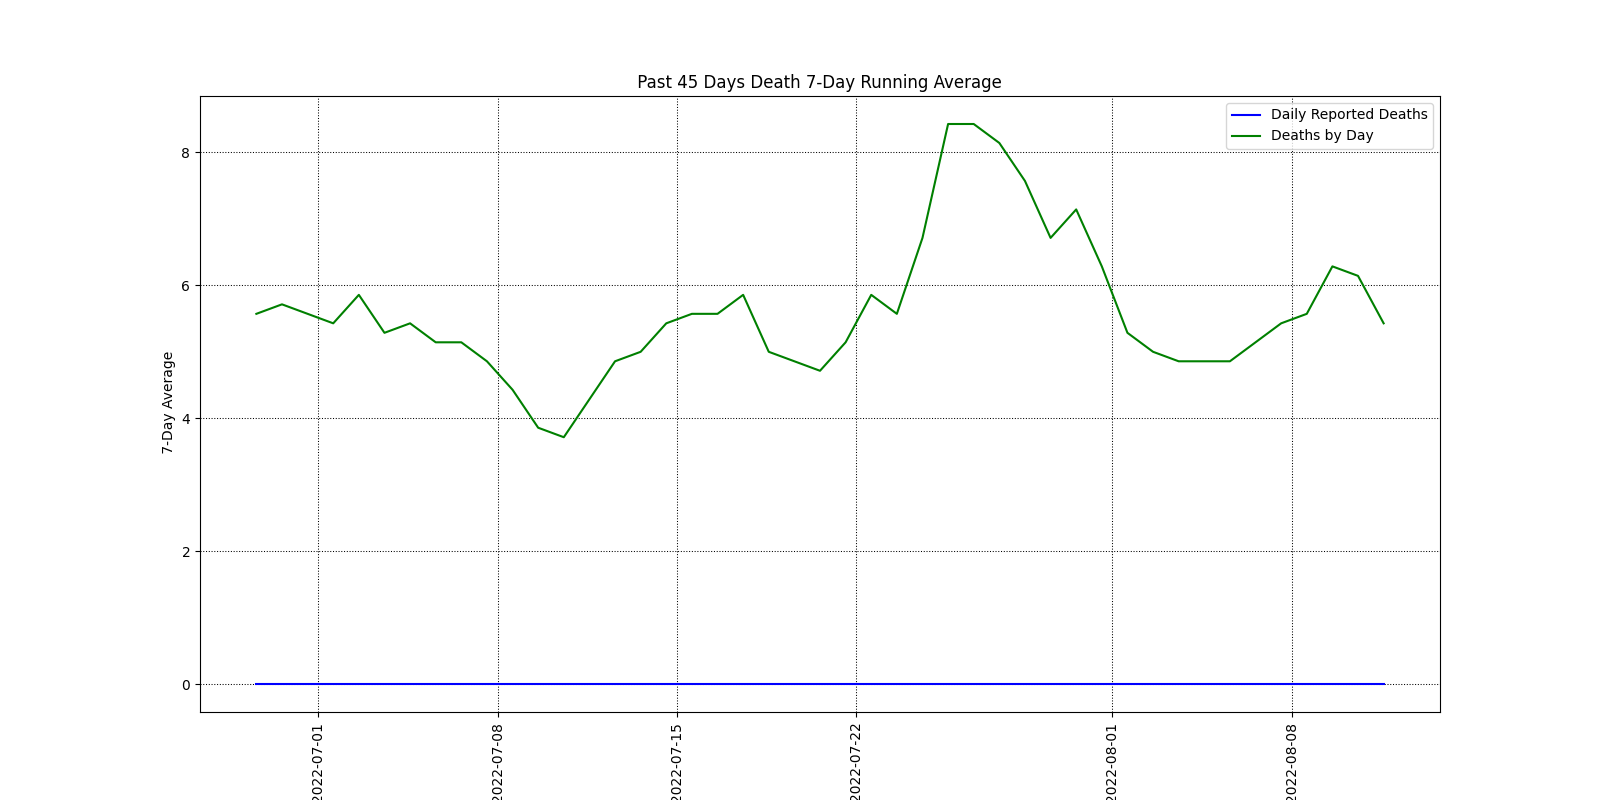 Past 45 Days Death 7-Day Running Average
Daily Reported Deaths
Deaths by Day
7-Day Average
8
6
4
2
0
2022-07-01
2022-07-08
2022-07-15
2022-07-22
2022-08-01
2022-08-08